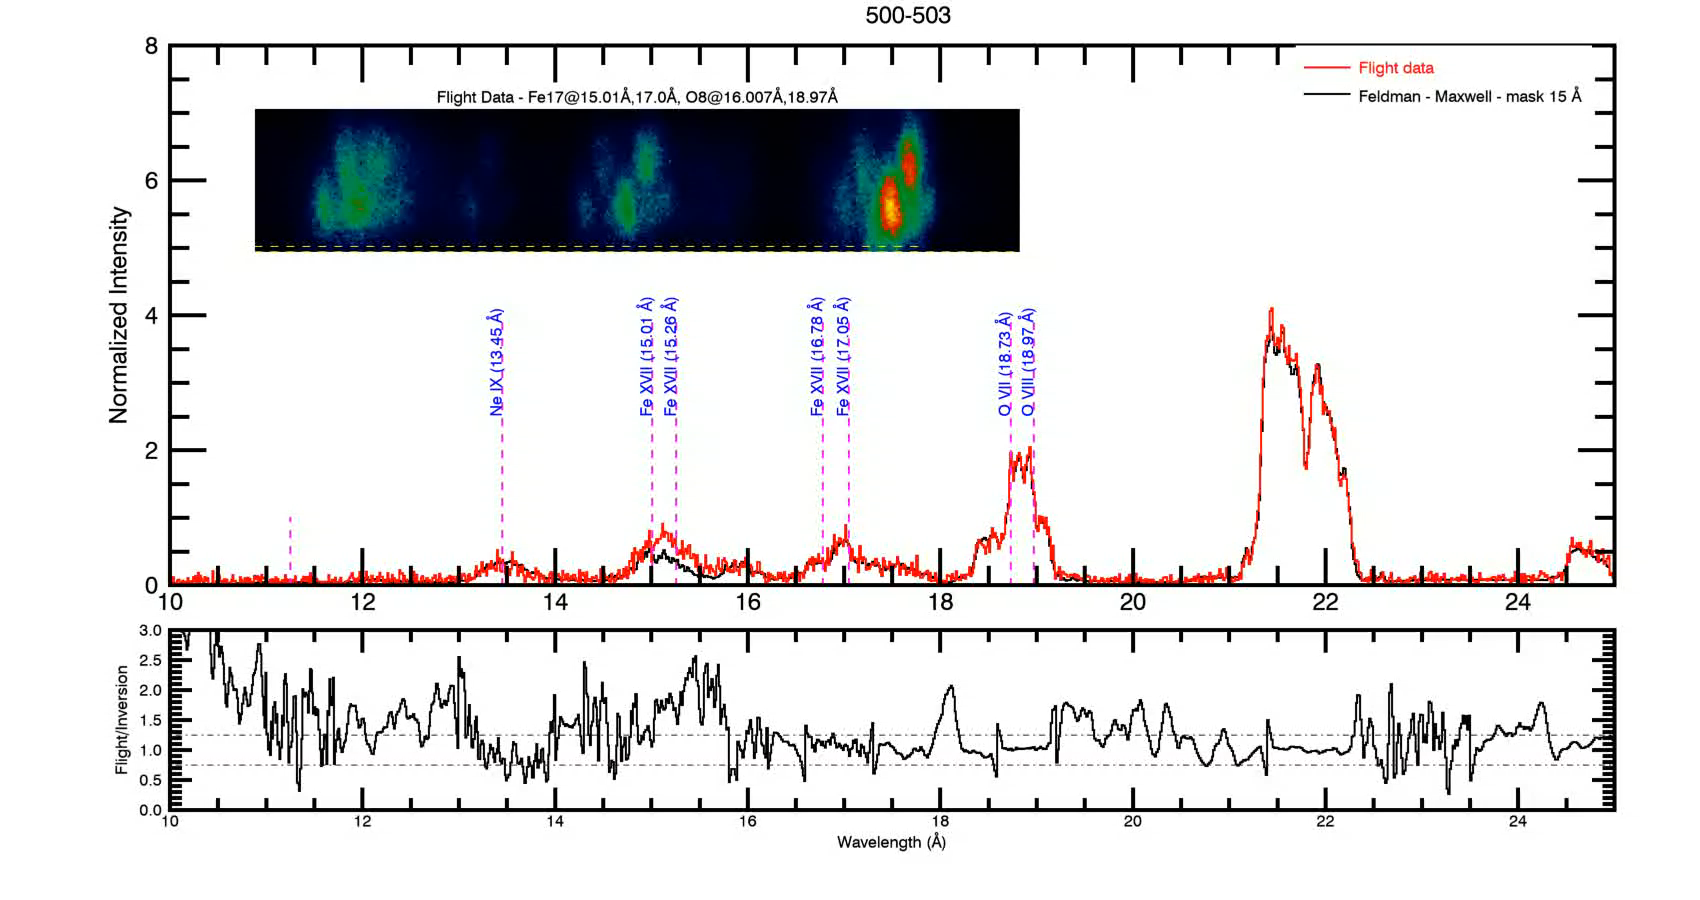 500-503
Flight data
Feldman - Maxwell - mask 15 Å
Flight Data - Fe17@15.01Å,17.0Å, O8@16.007Å,18.97Å
Normalized Intensity
8
6
4
2
0
Ne IX (13.45 Å)
Fe XVII (15.01 Å)
Fe XVII (15.26 Å)
Fe XVII (16.78 Å)
Fe XVII (17.05 Å)
O VII (18.73 Å)
O VIII (18.97 Å)
10 12 14 16 18 20 22 24
Flight/Inversion
3.0
2.5
2.0
1.5
1.0
0.5
0.0
10 12 14 16 18 20 22 24
Wavelength (Å)